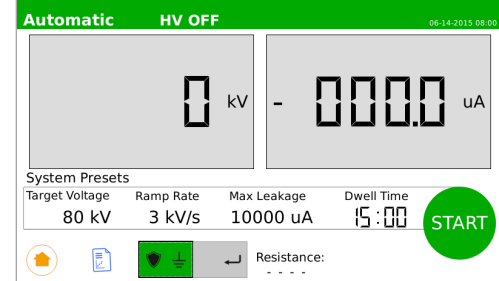 Automatic HV OFF 06-14-2015 08:00
0 kV - 000.0 uA
System Presets
Target Voltage Ramp Rate Max Leakage Dwell Time
80 kV 3 kV/s 10000 uA 15:00
START
Resistance:
- - - -